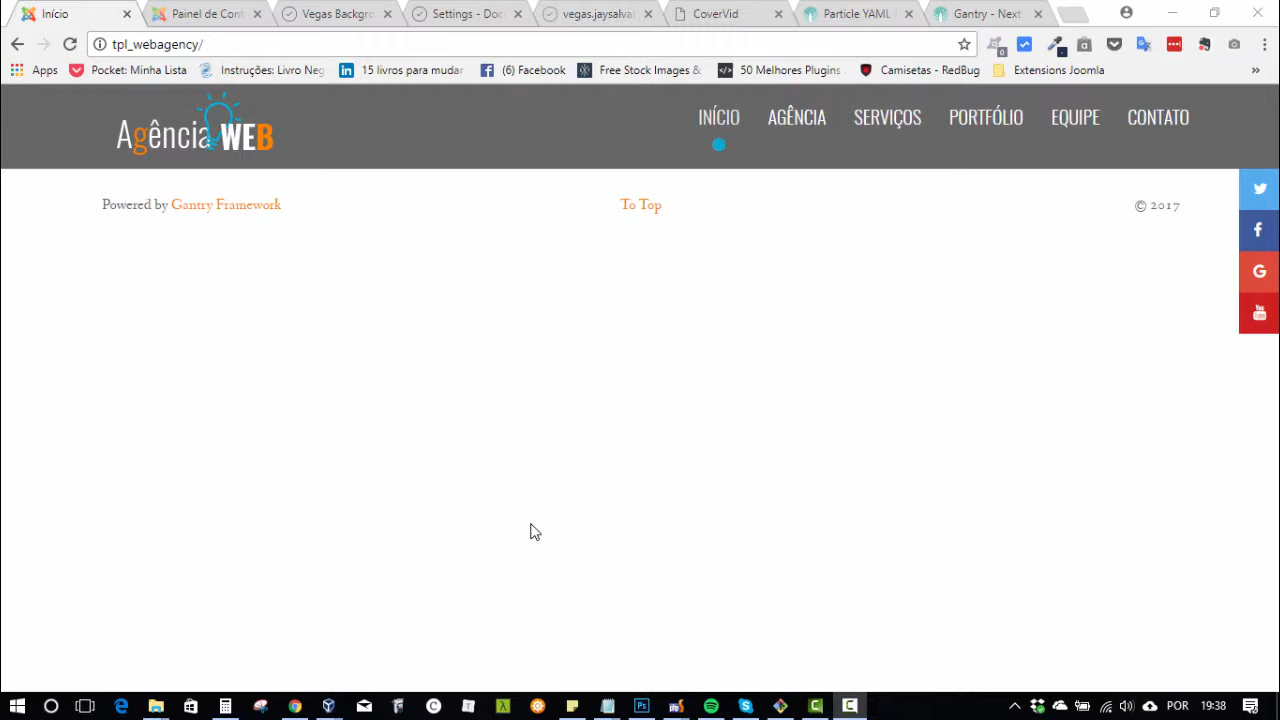 Início
Painel de Con
Vegas Backgro
Settings - Doc
vegas.jaysalva
CoverVid
Particle YAML
Gantry - Next
tpl_webagency/
Apps
Pocket: Minha Lista
Instruções: Livro Neg
15 livros para mudar
(6) Facebook
Free Stock Images &
50 Melhores Plugins
Camisetas - RedBug
Extensions Joomla
»
Agência WEB
INÍCIO
AGÊNCIA
SERVIÇOS
PORTFÓLIO
EQUIPE
CONTATO
Powered by Gantry Framework
To Top
© 2017
POR
19:38